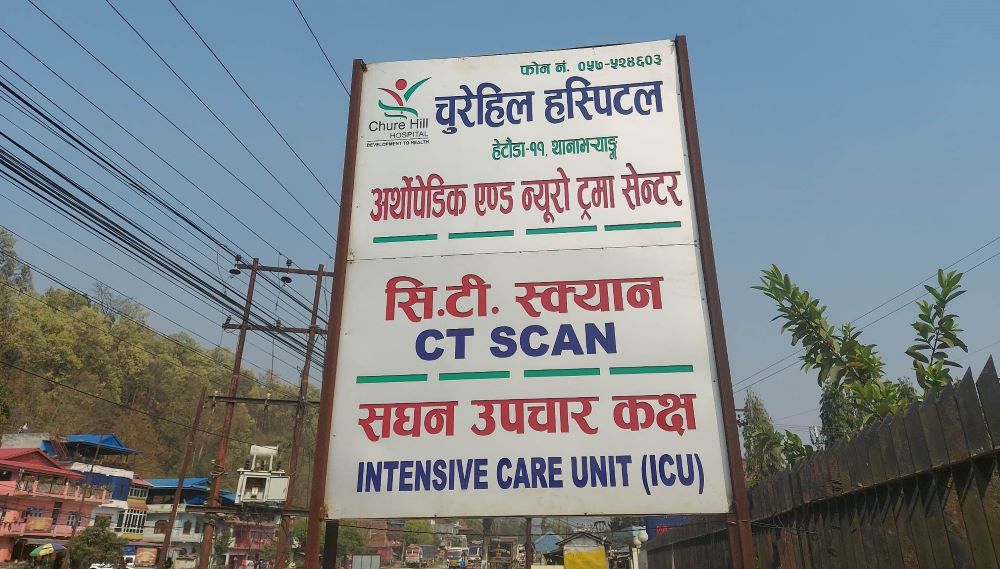 फोन नं. ०५७-५२४६०३
चुरेहिल हस्पिटल
Chure Hill
HOSPITAL
DEVELOPMENT TO HEALTH
हेटौंडा-११, थानाभर्‍याङ्ग
अर्थोपेडिक एण्ड न्यूरो ट्रमा सेन्टर
सि.टी. स्क्यान
CT SCAN
सघन उपचार कक्ष
INTENSIVE CARE UNIT (ICU)